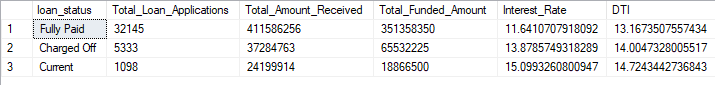 loan_status Total_Loan_Applications Total_Amount_Received Total_Funded_Amount Interest_Rate DTI
1 Fully Paid 32145 411586256 351358350 11.6410707918092 13.1673507557434
2 Charged Off 5333 37284763 65532225 13.8785749318289 14.0047328005517
3 Current 1098 24199914 18866500 15.0993260800947 14.7243442736843